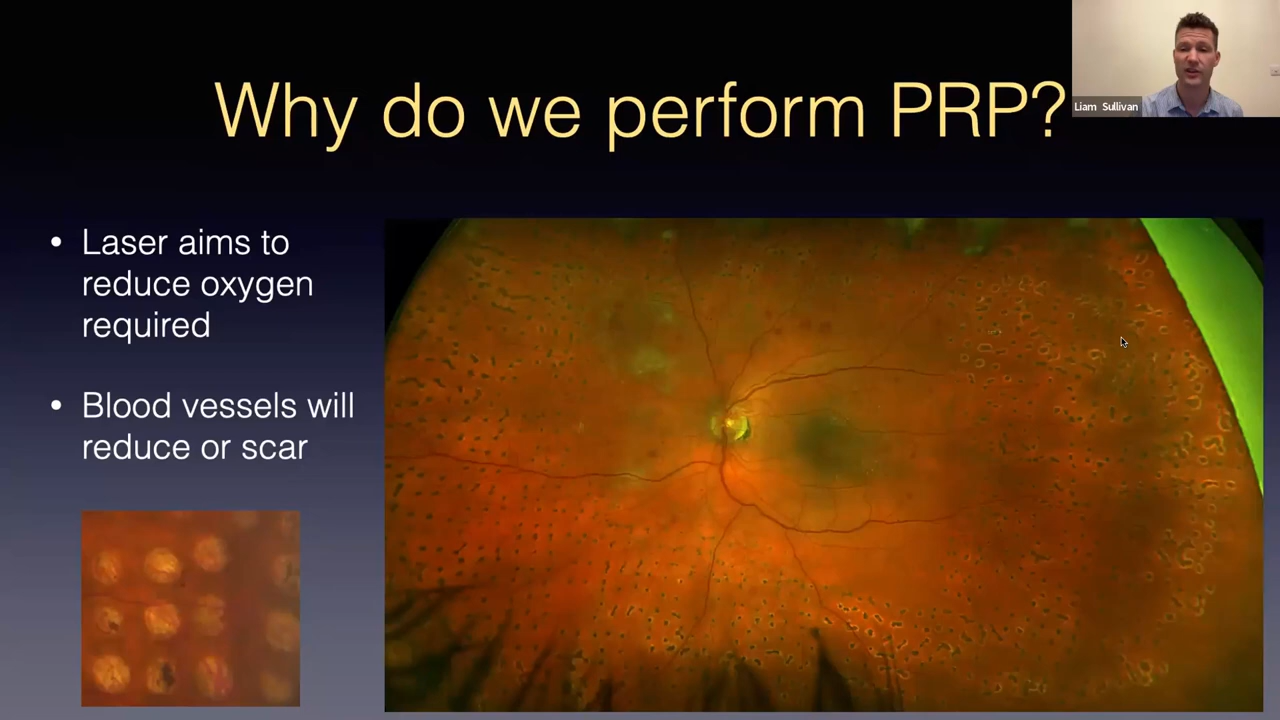 Why do we perform PRP?
Liam Sullivan
• Laser aims to
reduce oxygen
required
• Blood vessels will
reduce or scar